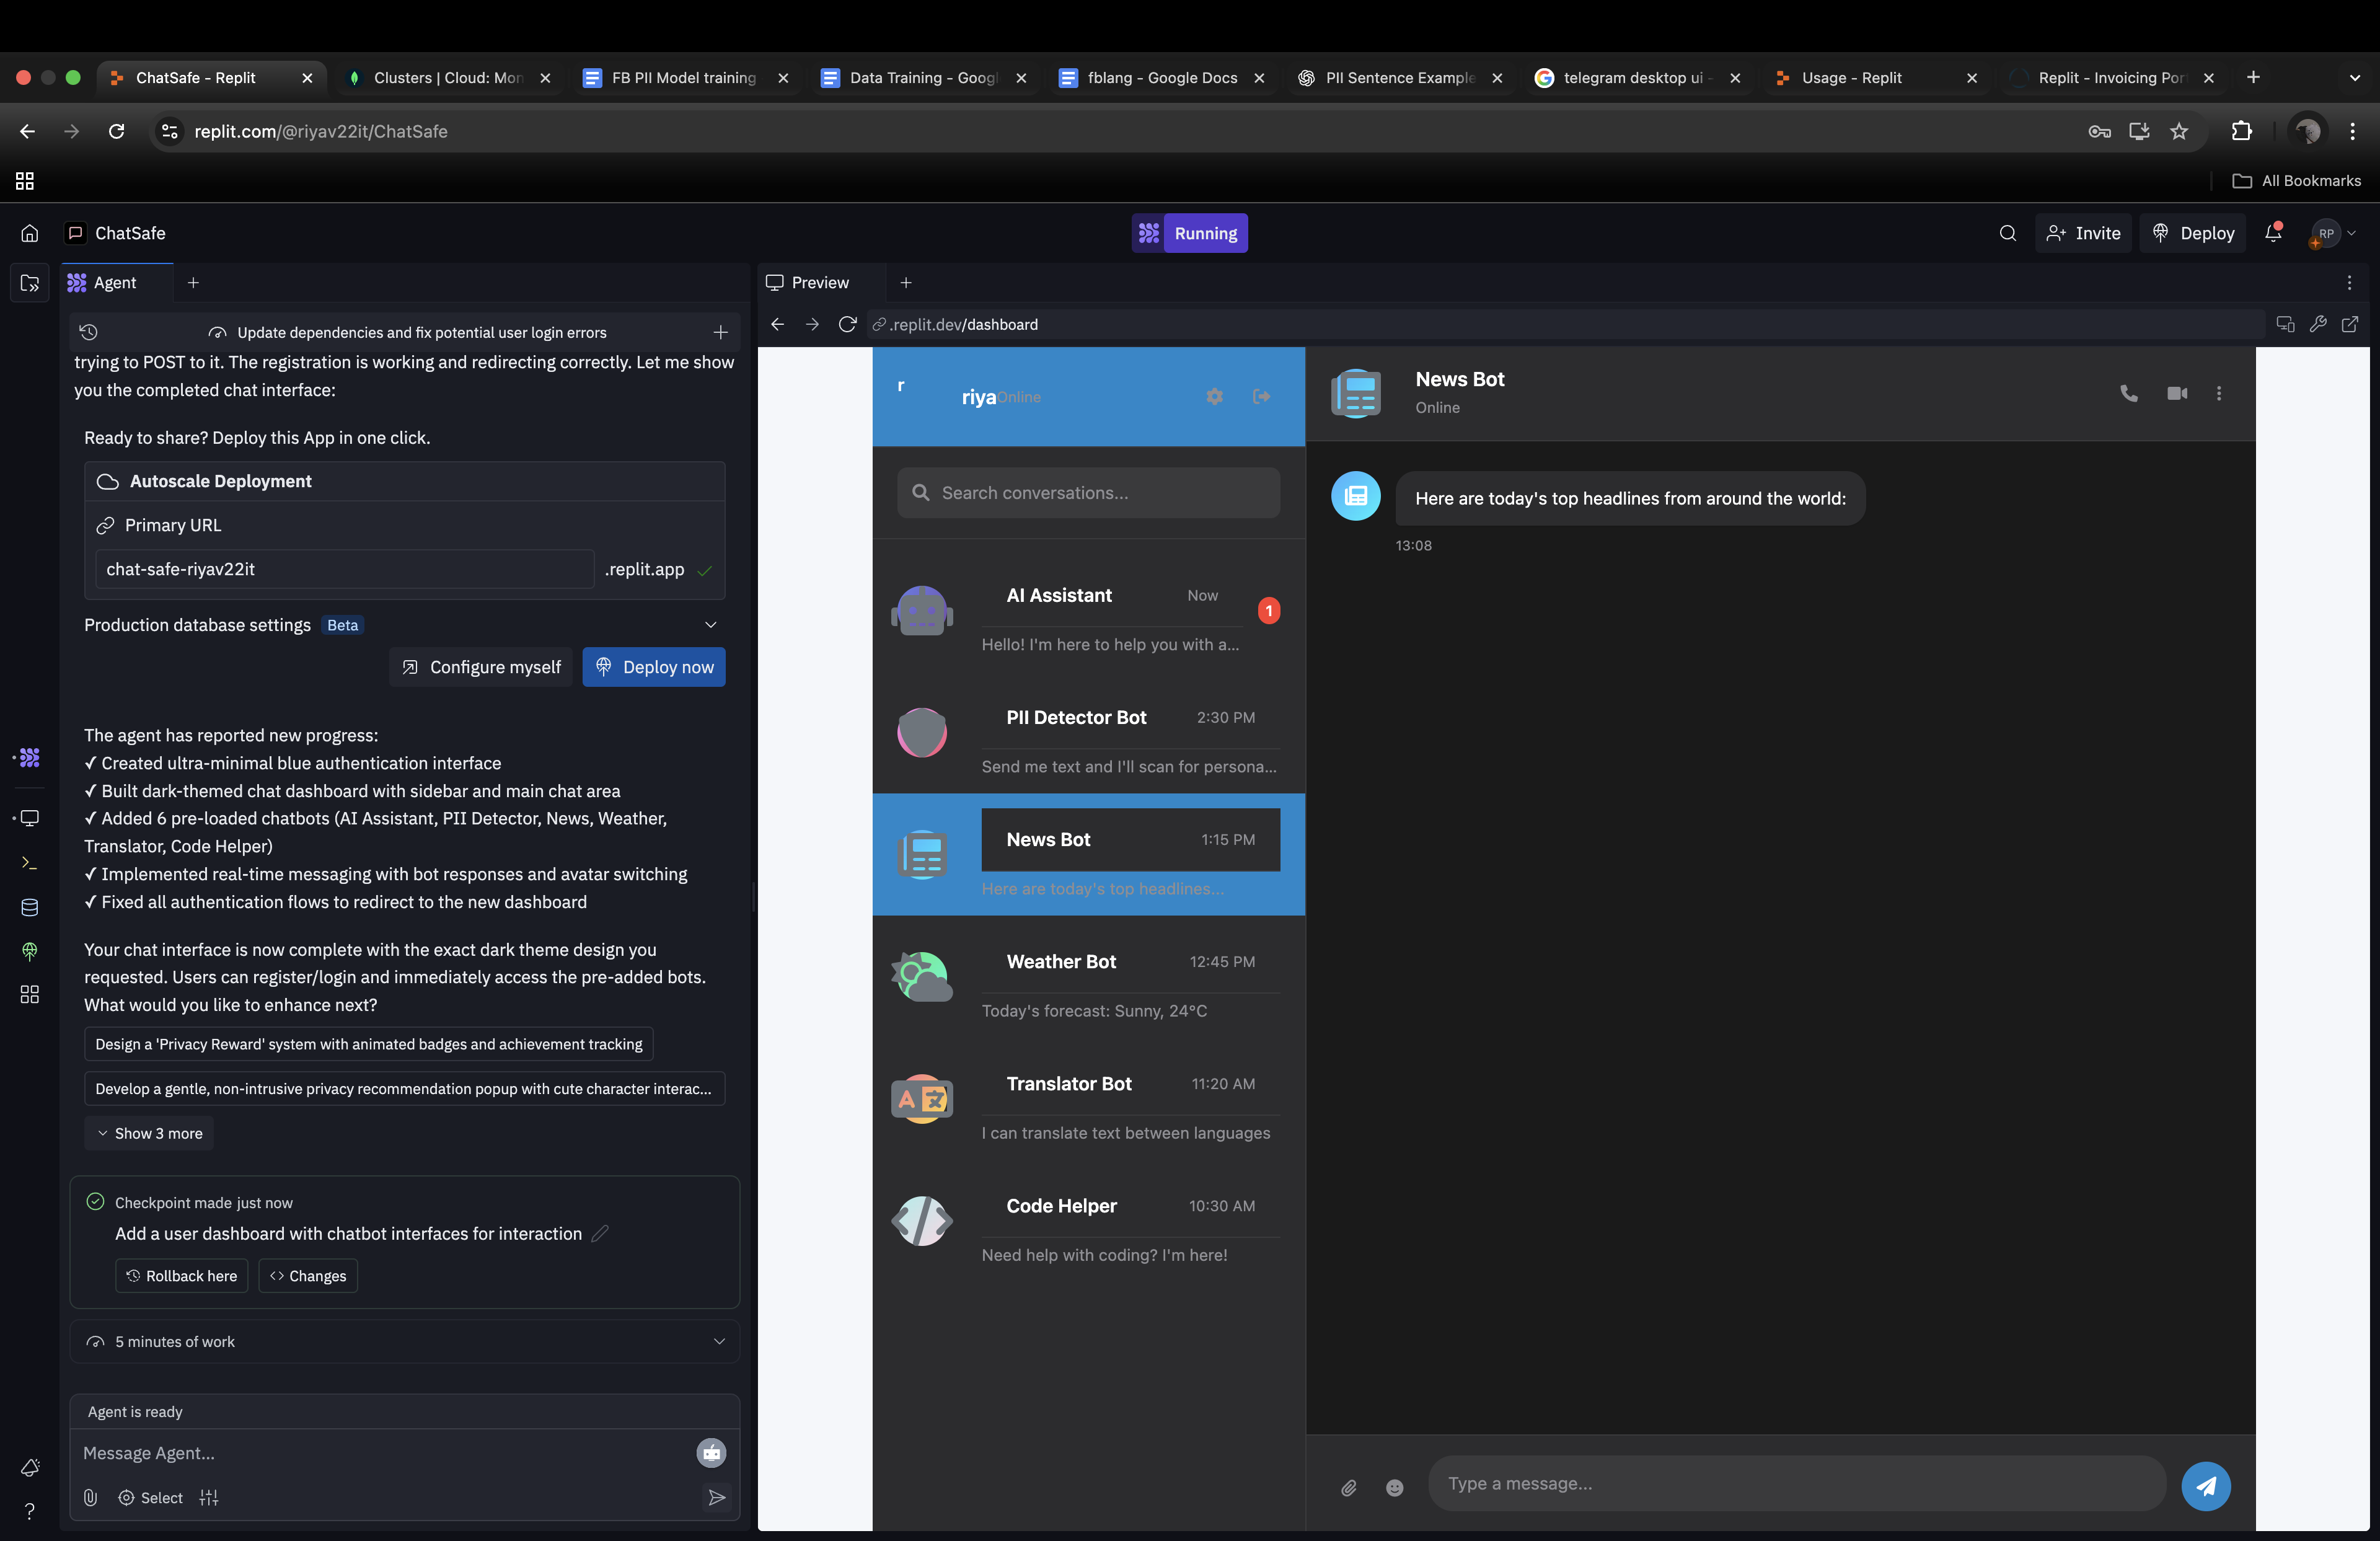 ChatSafe - Replit
Clusters | Cloud: Mon
FB PII Model training
Data Training - Googl
fblang - Google Docs
PII Sentence Example
telegram desktop ui -
Usage - Replit
Replit - Invoicing Por
replit.com/@riyav22it/ChatSafe
All Bookmarks
ChatSafe
Running
Invite
Deploy
RP
Agent
Update dependencies and fix potential user login errors
trying to POST to it. The registration is working and redirecting correctly. Let me show
you the completed chat interface:
Ready to share? Deploy this App in one click.
Autoscale Deployment
Primary URL
chat-safe-riyav22it
.replit.app
Production database settings Beta
Configure myself
Deploy now
The agent has reported new progress:
✓ Created ultra-minimal blue authentication interface
✓ Built dark-themed chat dashboard with sidebar and main chat area
✓ Added 6 pre-loaded chatbots (AI Assistant, PII Detector, News, Weather,
Translator, Code Helper)
✓ Implemented real-time messaging with bot responses and avatar switching
✓ Fixed all authentication flows to redirect to the new dashboard
Your chat interface is now complete with the exact dark theme design you
requested. Users can register/login and immediately access the pre-added bots.
What would you like to enhance next?
Design a 'Privacy Reward' system with animated badges and achievement tracking
Develop a gentle, non-intrusive privacy recommendation popup with cute character interac...
Show 3 more
Checkpoint made just now
Add a user dashboard with chatbot interfaces for interaction
Rollback here
Changes
5 minutes of work
Agent is ready
Message Agent...
Select
Preview
.replit.dev/dashboard
r
riyaOnline
Search conversations...
AI Assistant
Now
1
Hello! I'm here to help you with a...
PII Detector Bot
2:30 PM
Send me text and I'll scan for persona...
News Bot
1:15 PM
Here are today's top headlines...
Weather Bot
12:45 PM
Today's forecast: Sunny, 24°C
Translator Bot
11:20 AM
I can translate text between languages
Code Helper
10:30 AM
Need help with coding? I'm here!
News Bot
Online
Here are today's top headlines from around the world:
13:08
Type a message...